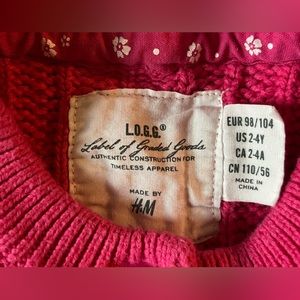 L.O.G.G.®
Label of Graded Goods
AUTHENTIC CONSTRUCTION FOR
TIMELESS APPAREL
MADE BY
H&M
EUR 98/104
US 2-4Y
CA 2-4A
CN 110/56
MADE IN
CHINA